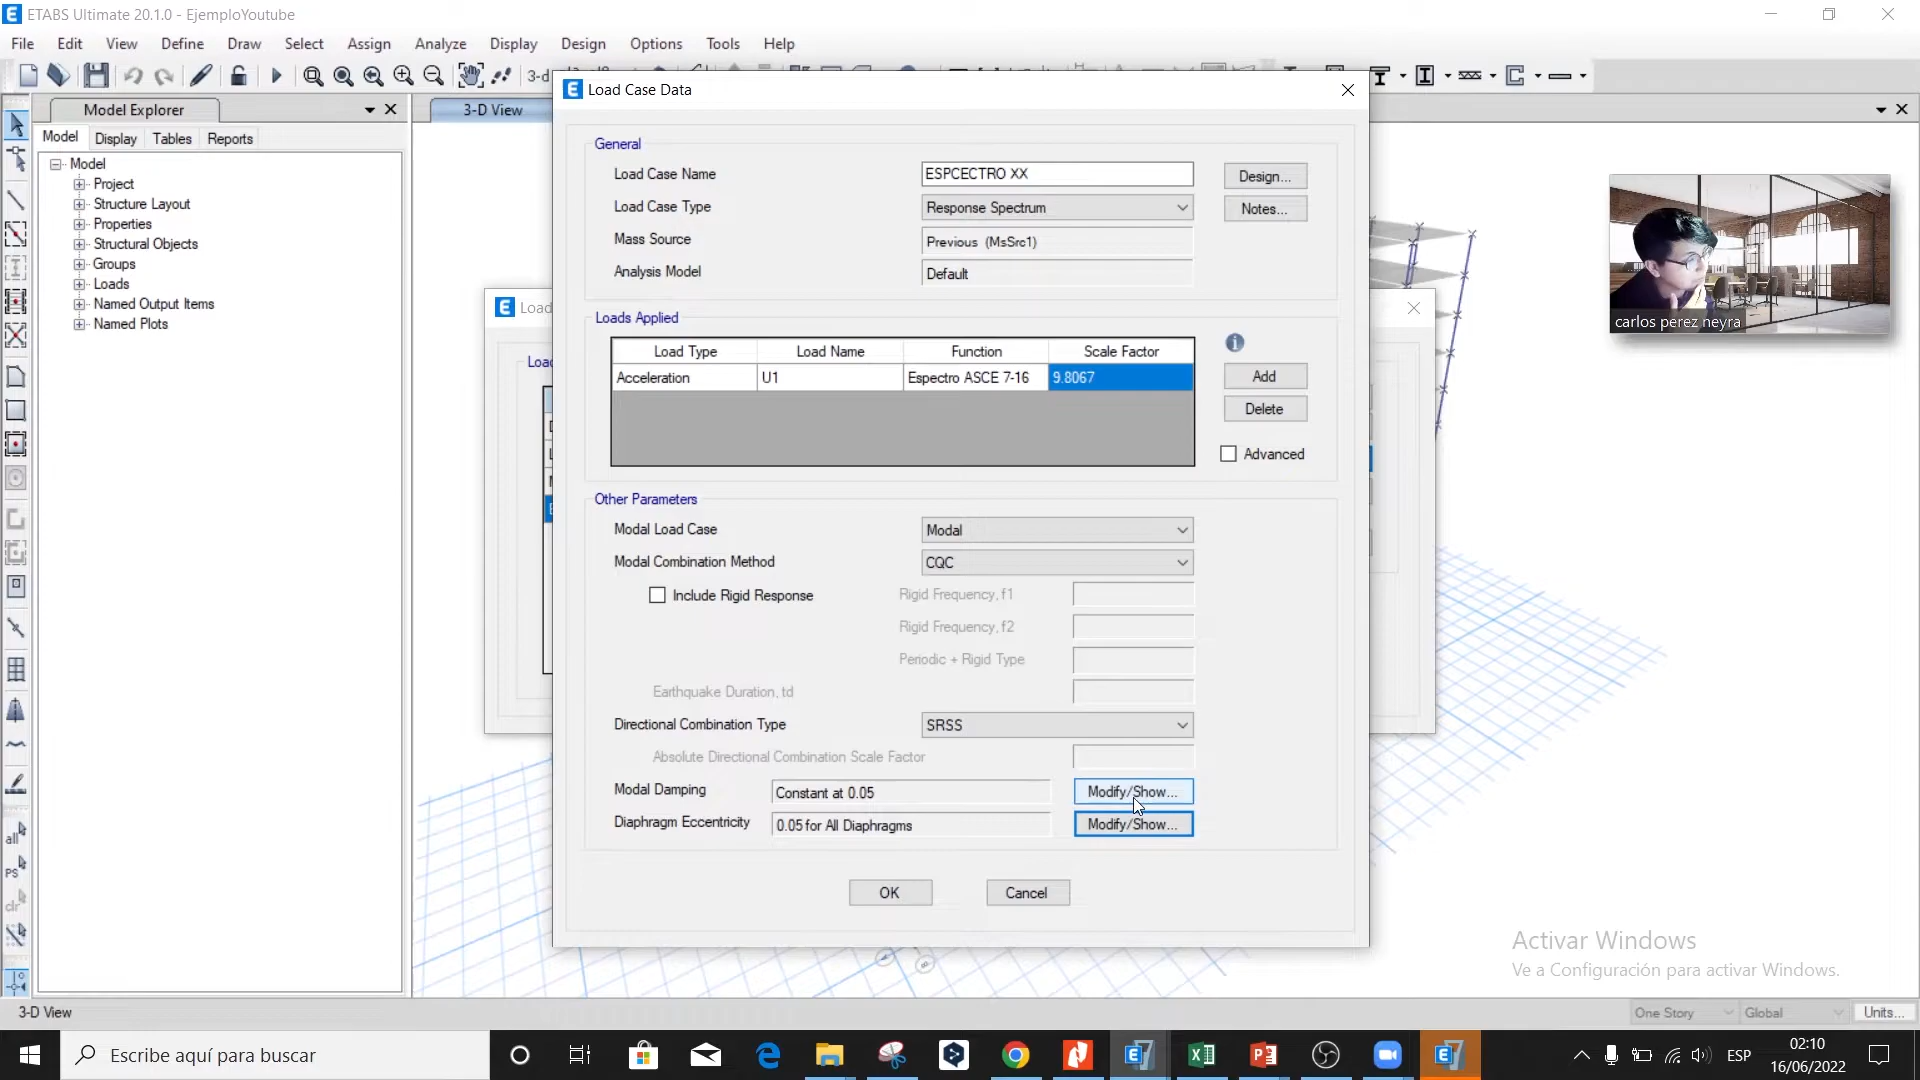 ETABS Ultimate 20.1.0 - EjemploYoutube
File Edit View Define Draw Select Assign Analyze Display Design Options Tools Help
3-d
Model Explorer
3-D View
Model Display Tables Reports
Model
Project
Structure Layout
Properties
Structural Objects
Groups
Loads
Named Output Items
Named Plots
Load Case Data
General
Load Case Name ESPCECTRO XX Design...
Load Case Type Response Spectrum Notes...
Mass Source Previous (MsSrc1)
Analysis Model Default
Loads Applied
Load Type Load Name Function Scale Factor
Acceleration U1 Espectro ASCE 7-16 9.8067
Add
Delete
Advanced
Other Parameters
Modal Load Case Modal
Modal Combination Method CQC
Include Rigid Response Rigid Frequency, f1
Rigid Frequency, f2
Periodic + Rigid Type
Earthquake Duration, td
Directional Combination Type SRSS
Absolute Directional Combination Scale Factor
Modal Damping Constant at 0.05 Modify/Show...
Diaphragm Eccentricity 0.05 for All Diaphragms Modify/Show...
OK Cancel
carlos perez neyra
Activar Windows
Ve a Configuración para activar Windows.
all
PS
clr
3-D View One Story Global Units...
Escribe aquí para buscar
ESP
02:10
16/06/2022